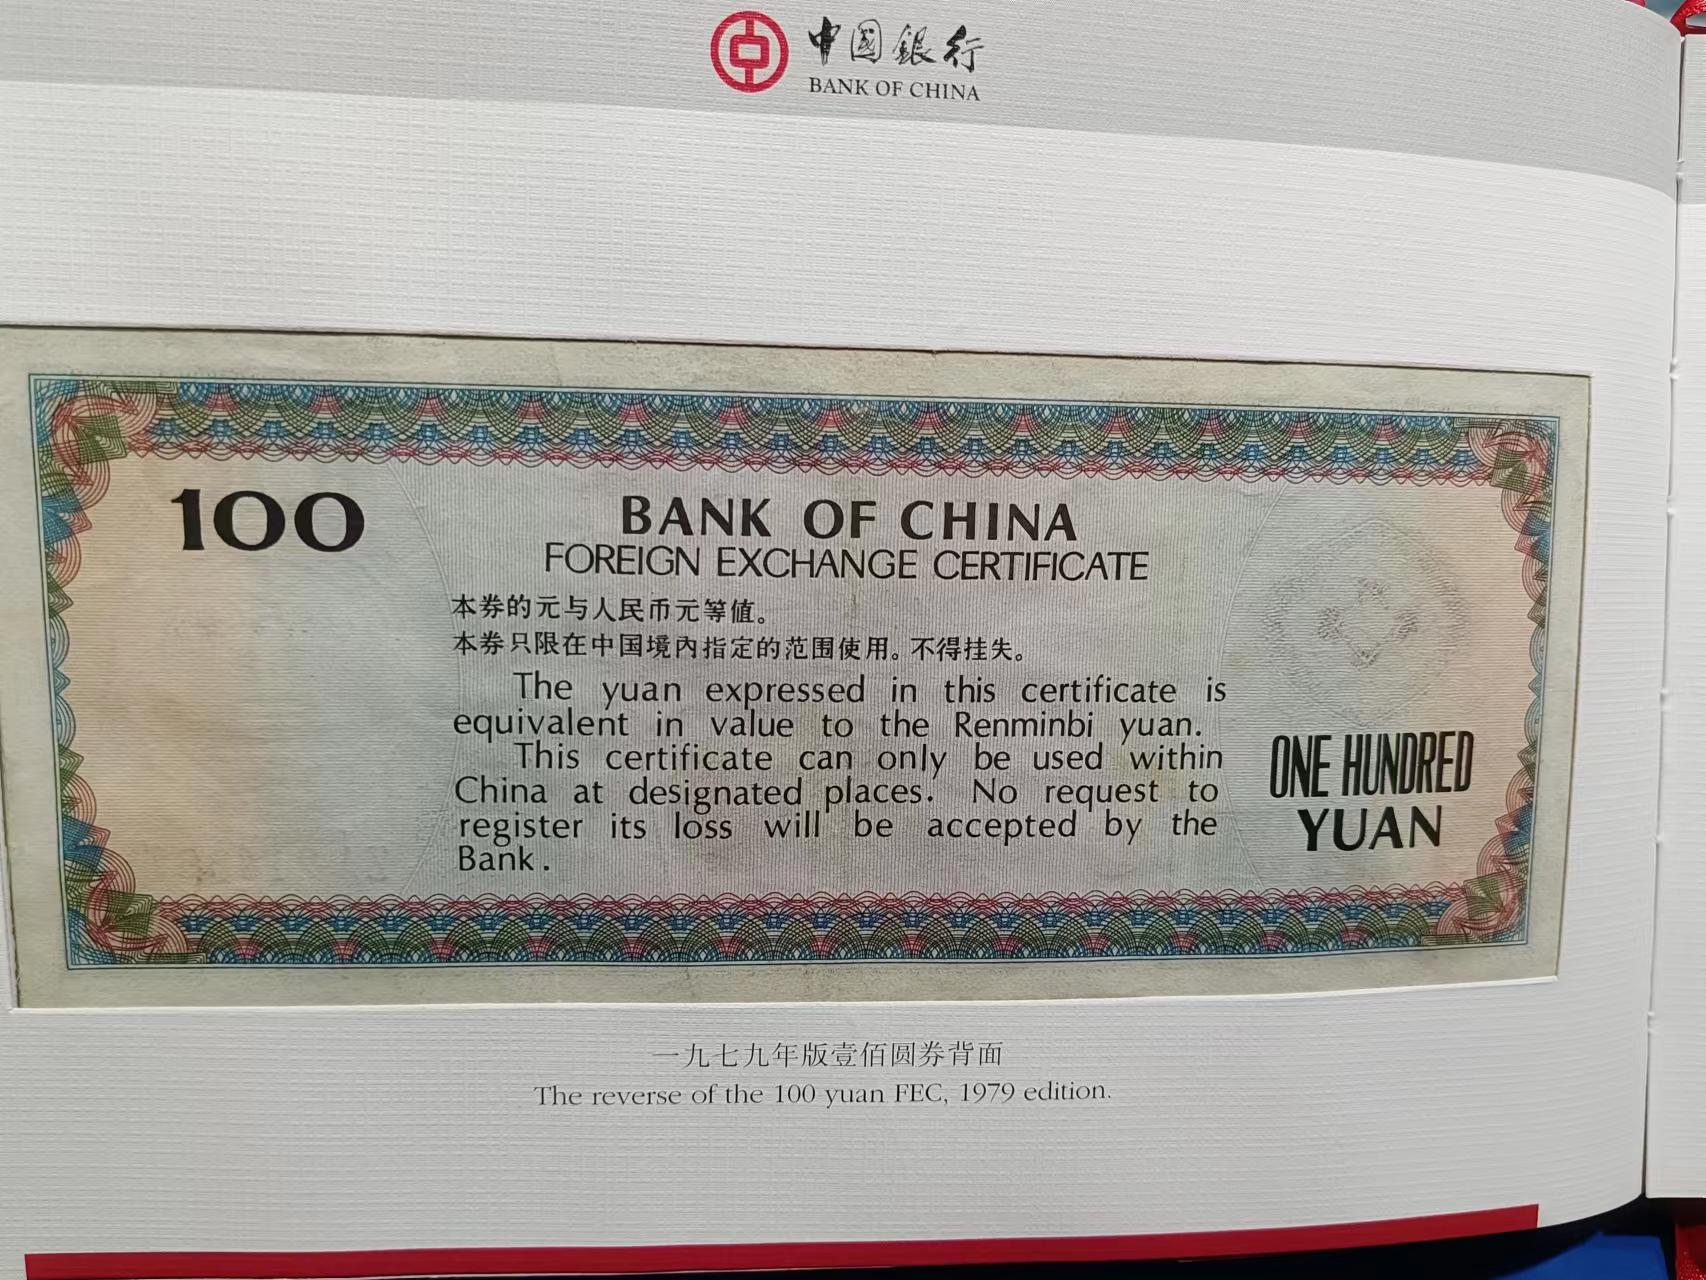 中國銀行
BANK OF CHINA
100
BANK OF CHINA
FOREIGN EXCHANGE CERTIFICATE
本券的元与人民币元等値。
本券只限在中国境內指定的范围使用。不得挂失。
The yuan expressed in this certificate is
equivalent in value to the Renminbi yuan.
This certificate can only be used within
China at designated places. No request to
register its loss will be accepted by the
Bank.
ONE HUNDRED
YUAN
一九七九年版壹佰圆券背面
The reverse of the 100 yuan FEC, 1979 edition.